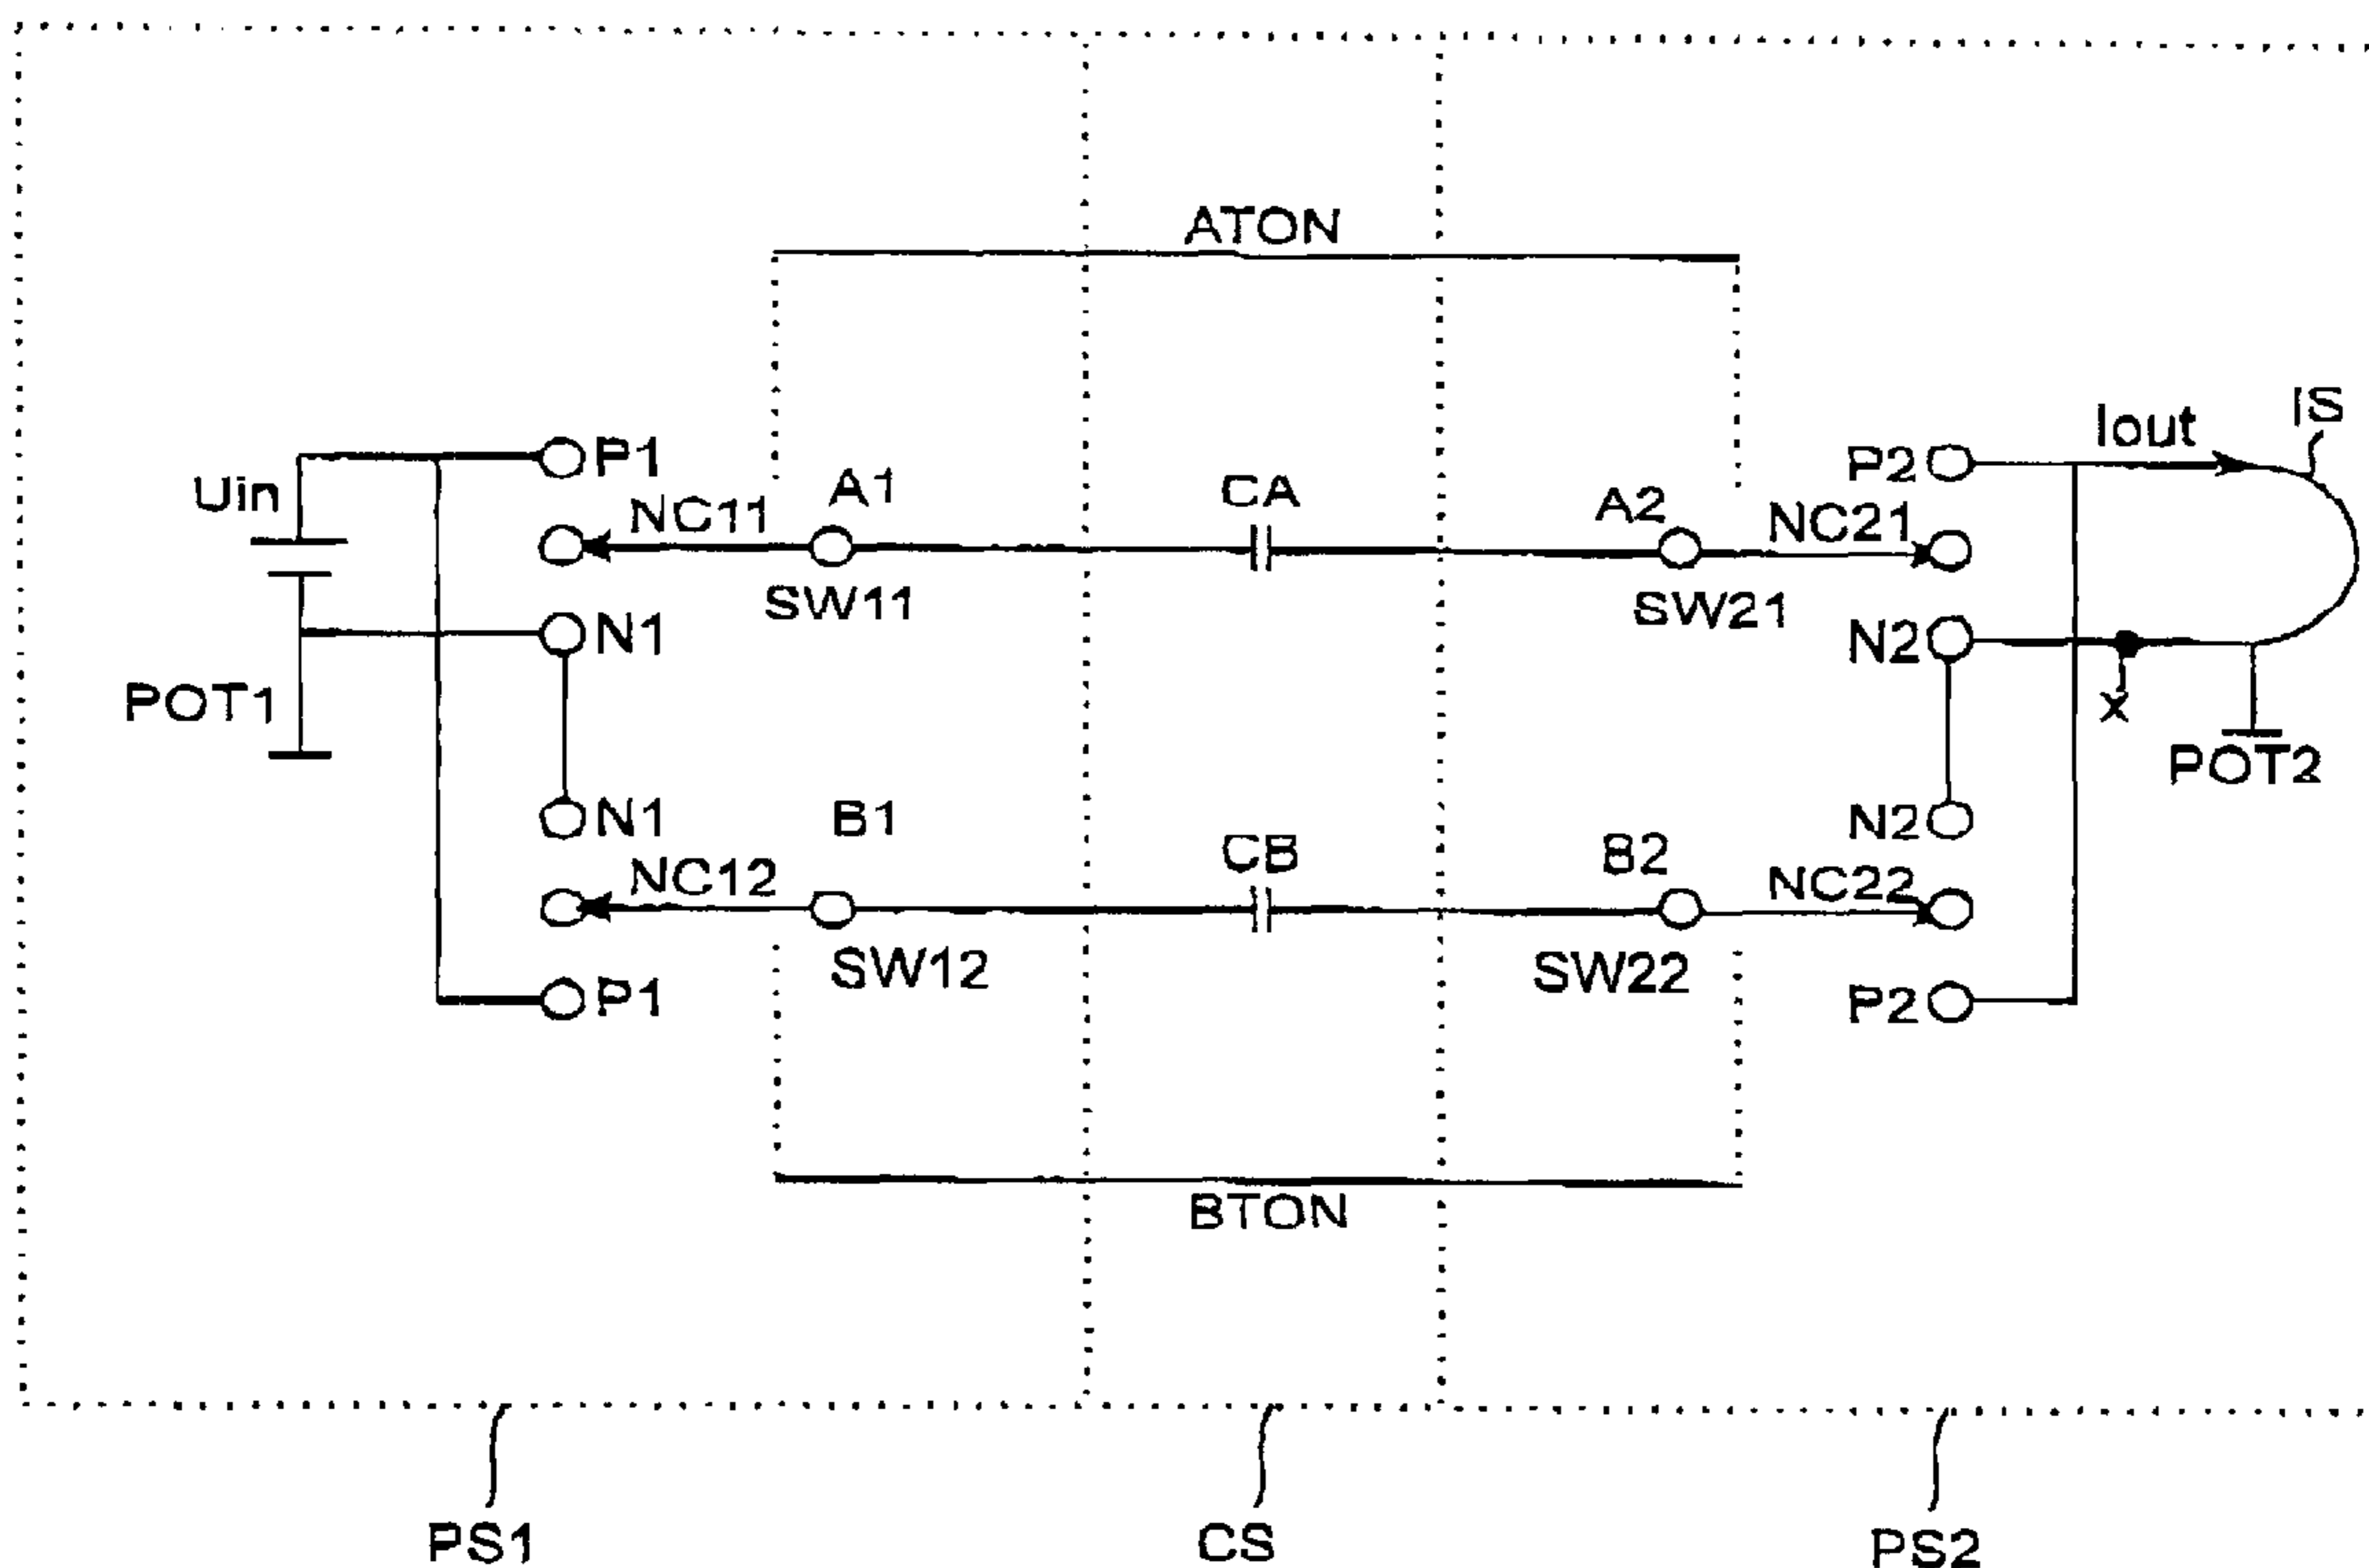 ATON
Uin
P1
NC11
A1
CA
A2
NC21
P2
Iout
IS
SW11
SW21
N1
N2
x
POT1
POT2
N1
B1
CB
B2
N2
NC12
NC22
SW12
SW22
P1
P2
BTON
PS1
CS
PS2